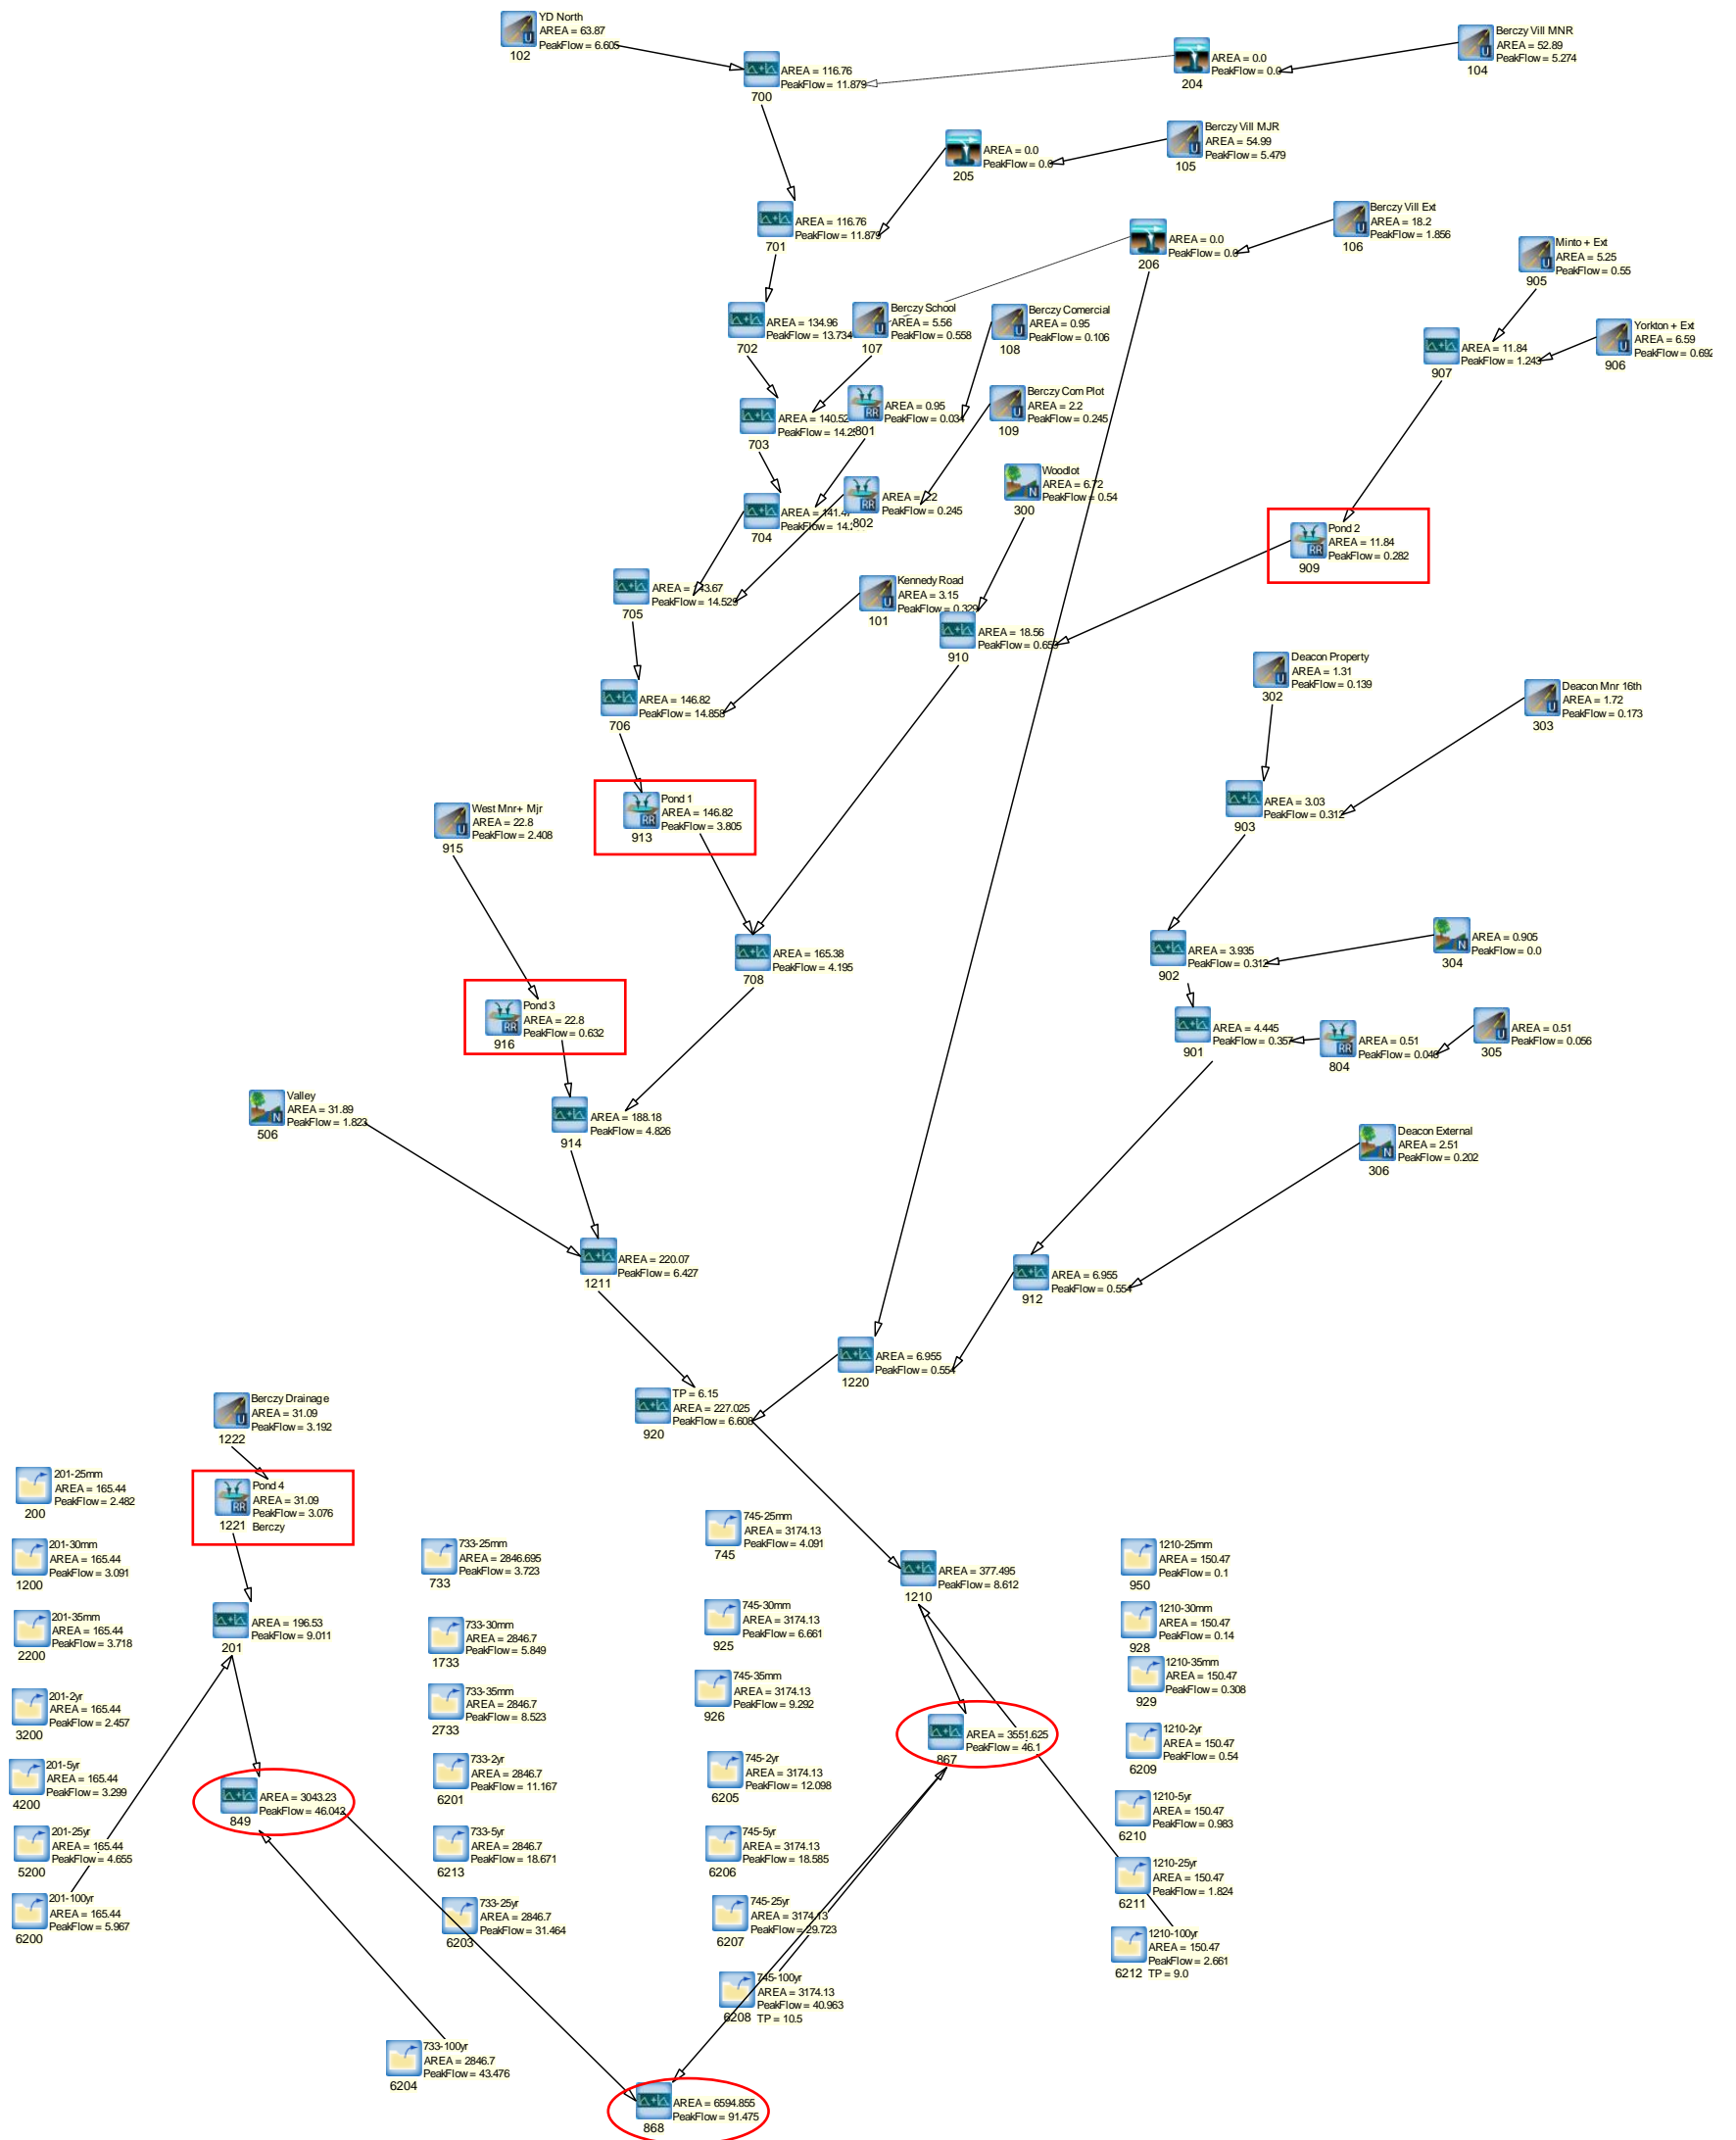 YD North
AREA = 63.87
PeakFlow = 6.605
102
AREA = 116.76
PeakFlow = 11.879
700
AREA = 0.0
PeakFlow = 0.0
204
Berczy Vill MNR
AREA = 52.89
PeakFlow = 5.274
104
AREA = 0.0
PeakFlow = 0.0
205
Berczy Vill MJR
AREA = 54.99
PeakFlow = 5.479
105
AREA = 116.76
PeakFlow = 11.879
701
AREA = 0.0
PeakFlow = 0.0
206
Berczy Vill Ext
AREA = 18.2
PeakFlow = 1.856
106
Minto + Ext
AREA = 5.25
PeakFlow = 0.55
905
AREA = 134.96
PeakFlow = 13.734
702
Berczy School
AREA = 5.56
PeakFlow = 0.558
107
Berczy Comercial
AREA = 0.95
PeakFlow = 0.106
108
AREA = 11.84
PeakFlow = 1.243
907
Yorkton + Ext
AREA = 6.59
PeakFlow = 0.692
906
AREA = 140.52
PeakFlow =
703
AREA = 0.95
PeakFlow = 0.034
801
Berczy Com Plot
AREA = 2.2
PeakFlow = 0.245
109
AREA = 141.47
PeakFlow =
704
AREA = 2.2
PeakFlow = 0.245
802
Woodlot
AREA = 6.72
PeakFlow = 0.54
300
Pond 2
AREA = 11.84
PeakFlow = 0.282
909
AREA = 143.67
PeakFlow = 14.529
705
Kennedy Road
AREA = 3.15
PeakFlow = 0.329
101
AREA = 18.56
PeakFlow = 0.653
910
AREA = 146.82
PeakFlow = 14.858
706
Deacon Property
AREA = 1.31
PeakFlow = 0.139
302
Deacon Mnr 16th
AREA = 1.72
PeakFlow = 0.173
303
Pond 1
AREA = 146.82
PeakFlow = 3.805
913
West Mnr+ Mjr
AREA = 22.8
PeakFlow = 2.408
915
AREA = 3.03
PeakFlow = 0.312
903
AREA = 165.38
PeakFlow = 4.195
708
AREA = 3.935
PeakFlow = 0.312
902
AREA = 0.905
PeakFlow = 0.0
304
Pond 3
AREA = 22.8
PeakFlow = 0.632
916
AREA = 4.445
PeakFlow = 0.357
901
AREA = 0.51
PeakFlow = 0.048
804
AREA = 0.51
PeakFlow = 0.056
305
Valley
AREA = 31.89
PeakFlow = 1.823
506
AREA = 188.18
PeakFlow = 4.826
914
Deacon External
AREA = 2.51
PeakFlow = 0.202
306
AREA = 220.07
PeakFlow = 6.427
1211
AREA = 6.955
PeakFlow = 0.554
912
AREA = 6.955
PeakFlow = 0.554
1220
TP = 6.15
AREA = 227.025
PeakFlow = 6.608
920
Berczy Drainage
AREA = 31.09
PeakFlow = 3.192
1222
201-25mm
AREA = 165.44
PeakFlow = 2.482
200
Pond 4
AREA = 31.09
PeakFlow = 3.076
1221 Berczy
201-30mm
AREA = 165.44
PeakFlow = 3.091
1200
733-25mm
AREA = 2846.695
PeakFlow = 3.723
733
745-25mm
AREA = 3174.13
PeakFlow = 4.091
745
AREA = 377.495
PeakFlow = 8.612
1210
1210-25mm
AREA = 150.47
PeakFlow = 0.1
950
201-35mm
AREA = 165.44
PeakFlow = 3.718
2200
AREA = 196.53
PeakFlow = 9.011
201
733-30mm
AREA = 2846.7
PeakFlow = 5.849
1733
745-30mm
AREA = 3174.13
PeakFlow = 6.661
925
1210-30mm
AREA = 150.47
PeakFlow = 0.14
928
201-2yr
AREA = 165.44
PeakFlow = 2.457
3200
733-35mm
AREA = 2846.7
PeakFlow = 8.523
2733
745-35mm
AREA = 3174.13
PeakFlow = 9.292
926
1210-35mm
AREA = 150.47
PeakFlow = 0.308
929
AREA = 3551.625
PeakFlow = 46.1
867
1210-2yr
AREA = 150.47
PeakFlow = 0.54
6209
201-5yr
AREA = 165.44
PeakFlow = 3.299
4200
AREA = 3043.23
PeakFlow = 46.042
849
733-2yr
AREA = 2846.7
PeakFlow = 11.167
6201
745-2yr
AREA = 3174.13
PeakFlow = 12.098
6205
1210-5yr
AREA = 150.47
PeakFlow = 0.983
6210
201-25yr
AREA = 165.44
PeakFlow = 4.655
5200
733-5yr
AREA = 2846.7
PeakFlow = 18.671
6213
745-5yr
AREA = 3174.13
PeakFlow = 18.585
6206
1210-25yr
AREA = 150.47
PeakFlow = 1.824
6211
201-100yr
AREA = 165.44
PeakFlow = 5.967
6200
733-25yr
AREA = 2846.7
PeakFlow = 31.464
6203
745-25yr
AREA = 3174.13
PeakFlow = 29.723
6207
1210-100yr
AREA = 150.47
PeakFlow = 2.661
6212 TP = 9.0
745-100yr
AREA = 3174.13
PeakFlow = 40.963
6208 TP = 10.5
733-100yr
AREA = 2846.7
PeakFlow = 43.476
6204
AREA = 6594.855
PeakFlow = 91.475
868